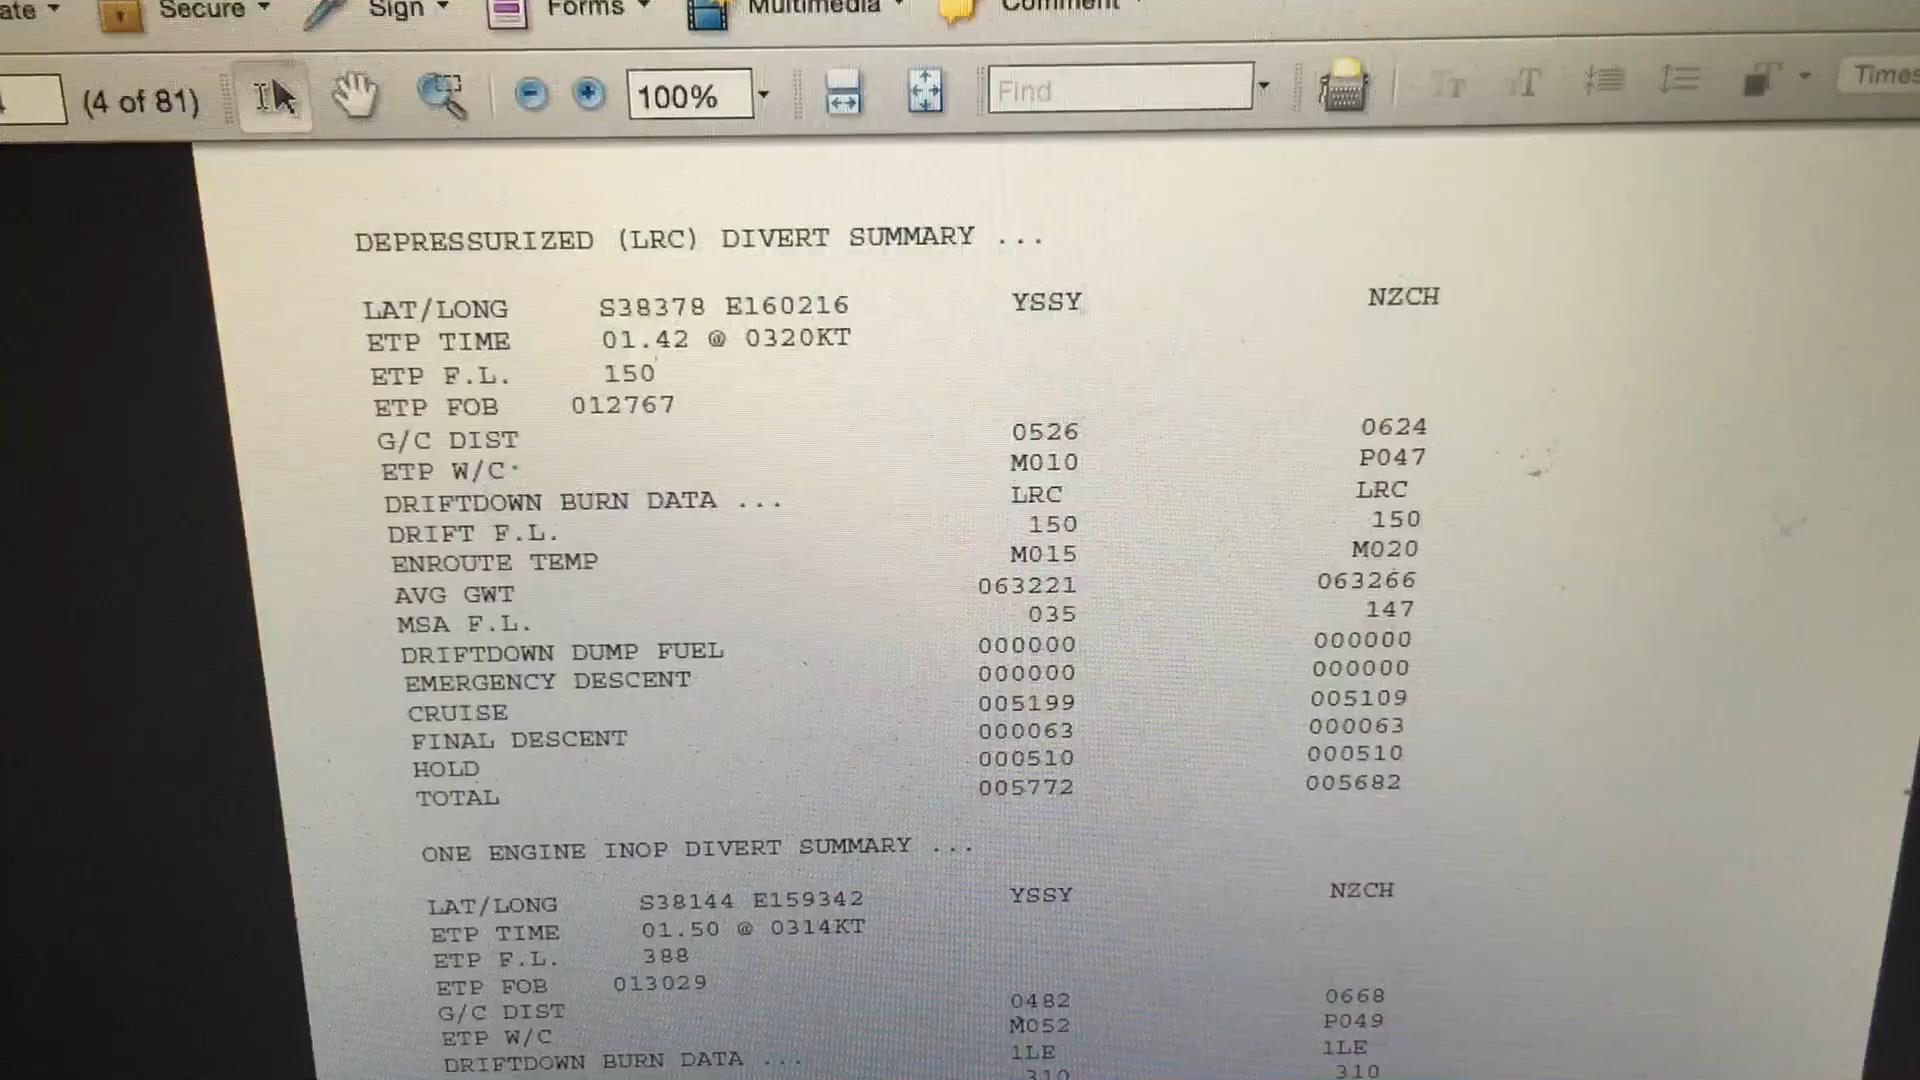 Secure Sign Forms Multimedia Comment
(4 of 81) 100% Find Times
DEPRESSURIZED (LRC) DIVERT SUMMARY ...
LAT/LONG S38378 E160216 YSSY NZCH
ETP TIME 01.42 @ 0320KT
ETP F.L. 150
ETP FOB 012767
G/C DIST 0526 0624
ETP W/C M010 P047
DRIFTDOWN BURN DATA ... LRC LRC
DRIFT F.L. 150 150
ENROUTE TEMP M015 M020
AVG GWT 063221 063266
MSA F.L. 035 147
DRIFTDOWN DUMP FUEL 000000 000000
EMERGENCY DESCENT 000000 000000
CRUISE 005199 005109
FINAL DESCENT 000063 000063
HOLD 000510 000510
TOTAL 005772 005682
ONE ENGINE INOP DIVERT SUMMARY ...
LAT/LONG S38144 E159342 YSSY NZCH
ETP TIME 01.50 @ 0314KT
ETP F.L. 388
ETP FOB 013029
G/C DIST 0482 0668
ETP W/C M052 P049
DRIFTDOWN BURN DATA ... 1LE 1LE
310 310